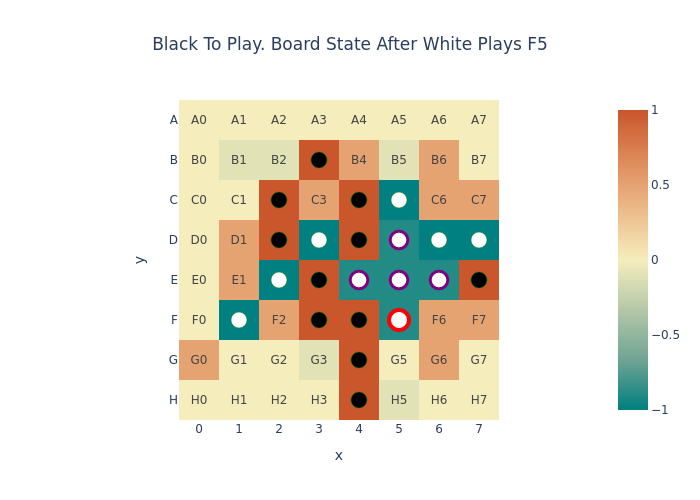 Black To Play. Board State After White Plays F5
A A0 A1 A2 A3 A4 A5 A6 A7
B B0 B1 B2 B4 B5 B6 B7
C C0 C1 C3 C6 C7
D D0 D1
E E0 E1
F F0 F2 F6 F7
G G0 G1 G2 G3 G5 G6 G7
H H0 H1 H2 H3 H5 H6 H7
0 1 2 3 4 5 6 7
x
y
1
0.5
0
−0.5
−1